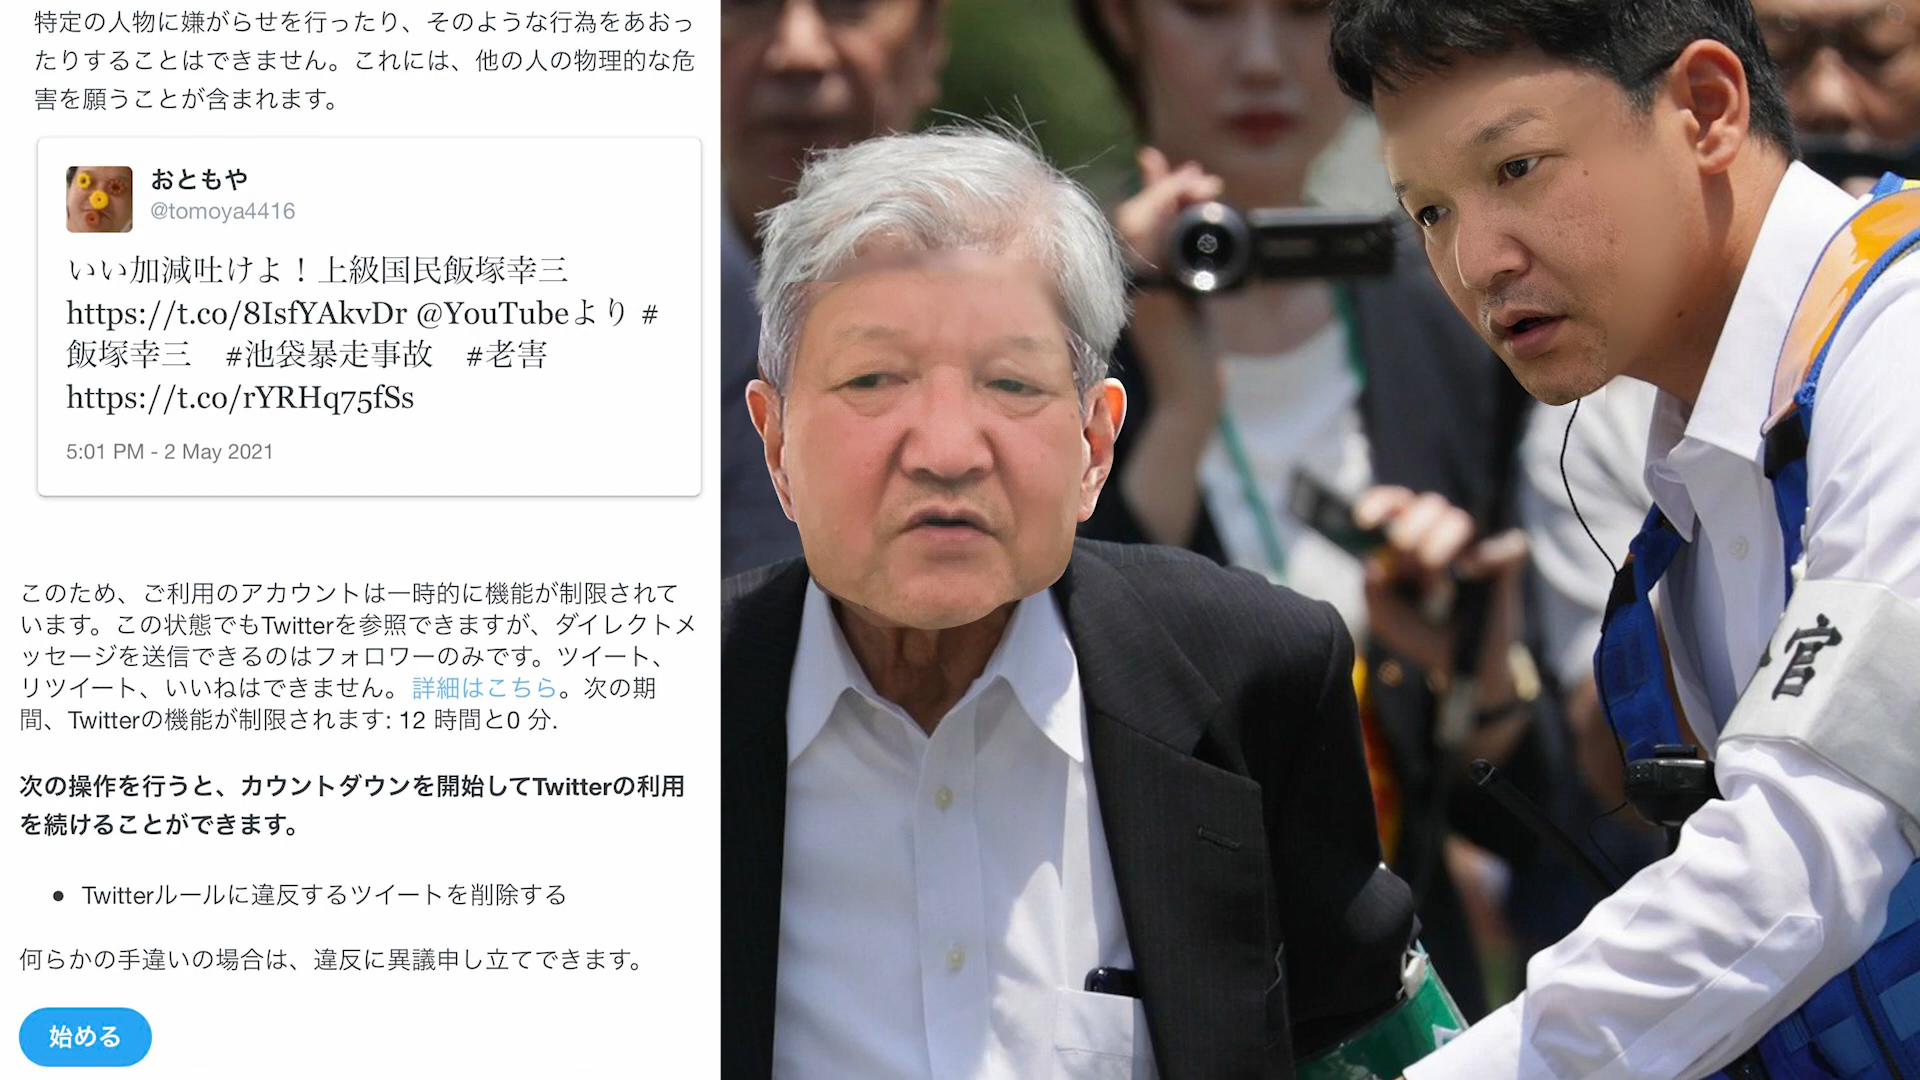 特定の人物に嫌がらせを行ったり、そのような行為をあおっ
たりすることはできません。これには、他の人の物理的な危
害を願うことが含まれます。
おともや
@tomoya4416
いい加減吐けよ！上級国民飯塚幸三
https://t.co/8IsfYAkvDr @YouTubeより #
飯塚幸三　#池袋暴走事故　#老害
https://t.co/rYRHq75fSs
5:01 PM - 2 May 2021
このため、ご利用のアカウントは一時的に機能が制限されて
います。この状態でもTwitterを参照できますが、ダイレクトメ
ッセージを送信できるのはフォロワーのみです。ツイート、
リツイート、いいねはできません。詳細はこちら。次の期
間、Twitterの機能が制限されます: 12 時間と0 分.
次の操作を行うと、カウントダウンを開始してTwitterの利用
を続けることができます。
● Twitterルールに違反するツイートを削除する
何らかの手違いの場合は、違反に異議申し立てできます。
始める
官